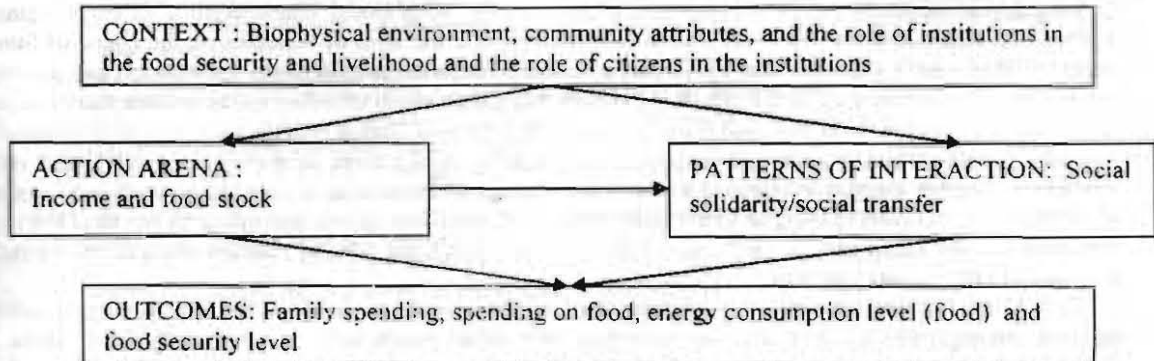 CONTEXT : Biophysical environment, community attributes, and the role of institutions in
the food security and livelihood and the role of citizens in the institutions
ACTION ARENA :
Income and food stock
PATTERNS OF INTERACTION: Social
solidarity/social transfer
OUTCOMES: Family spending, spending on food, energy consumption level (food) and
food security level